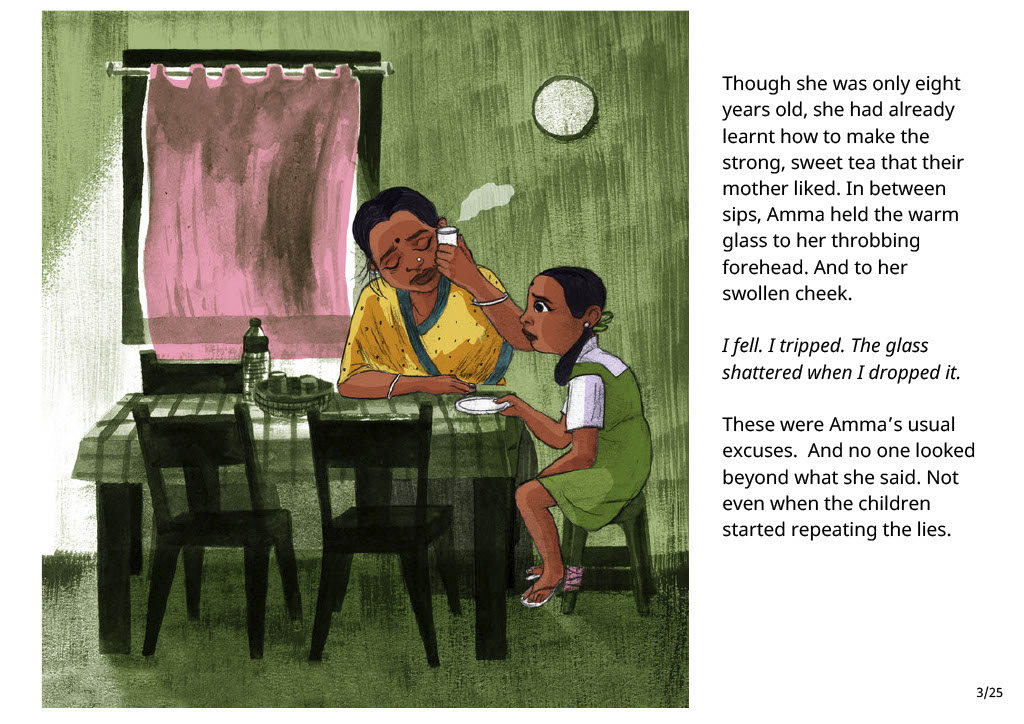 Though she was only eight
years old, she had already
learnt how to make the
strong, sweet tea that their
mother liked. In between
sips, Amma held the warm
glass to her throbbing
forehead. And to her
swollen cheek.
I fell. I tripped. The glass
shattered when I dropped it.
These were Amma’s usual
excuses.  And no one looked
beyond what she said. Not
even when the children
started repeating the lies.
3/25